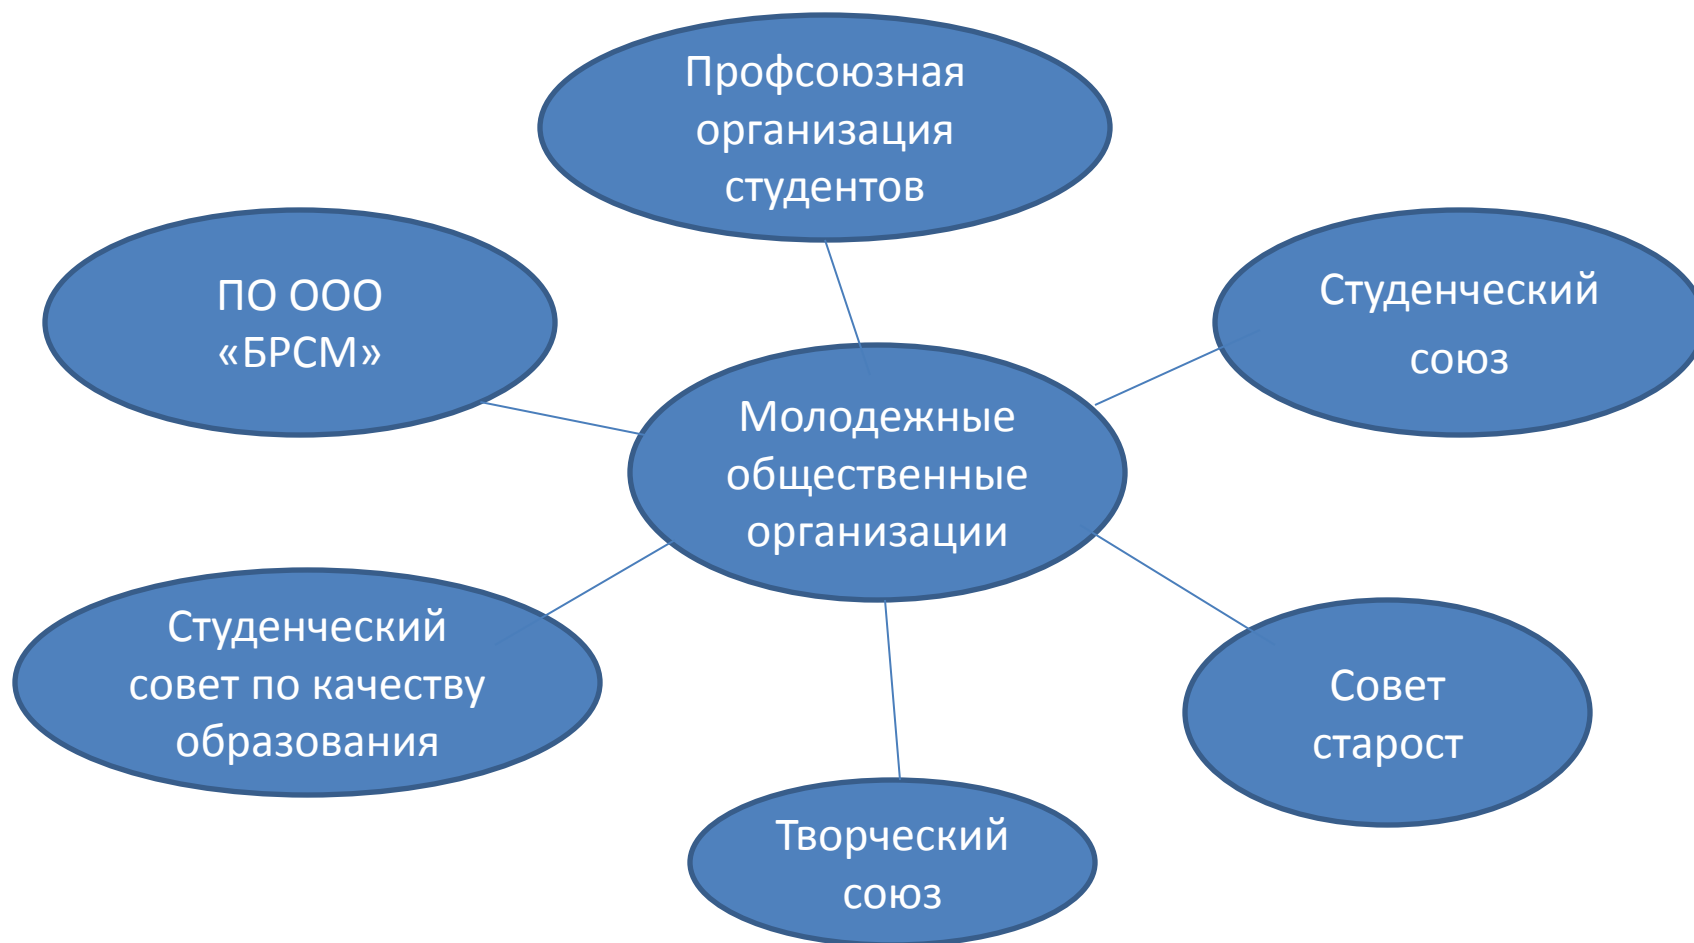 Профсоюзная
организация
студентов
ПО ООО
«БРСМ»
Студенческий
союз
Молодежные
общественные
организации
Студенческий
совет по качеству
образования
Совет
старост
Творческий
союз